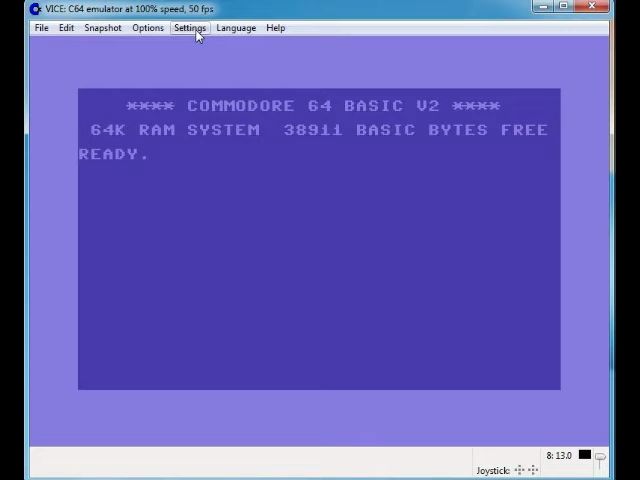 VICE: C64 emulator at 100% speed, 50 fps
File Edit Snapshot Options Settings Language Help
**** COMMODORE 64 BASIC V2 ****
64K RAM SYSTEM 38911 BASIC BYTES FREE
READY.
8: 13.0
Joystick: